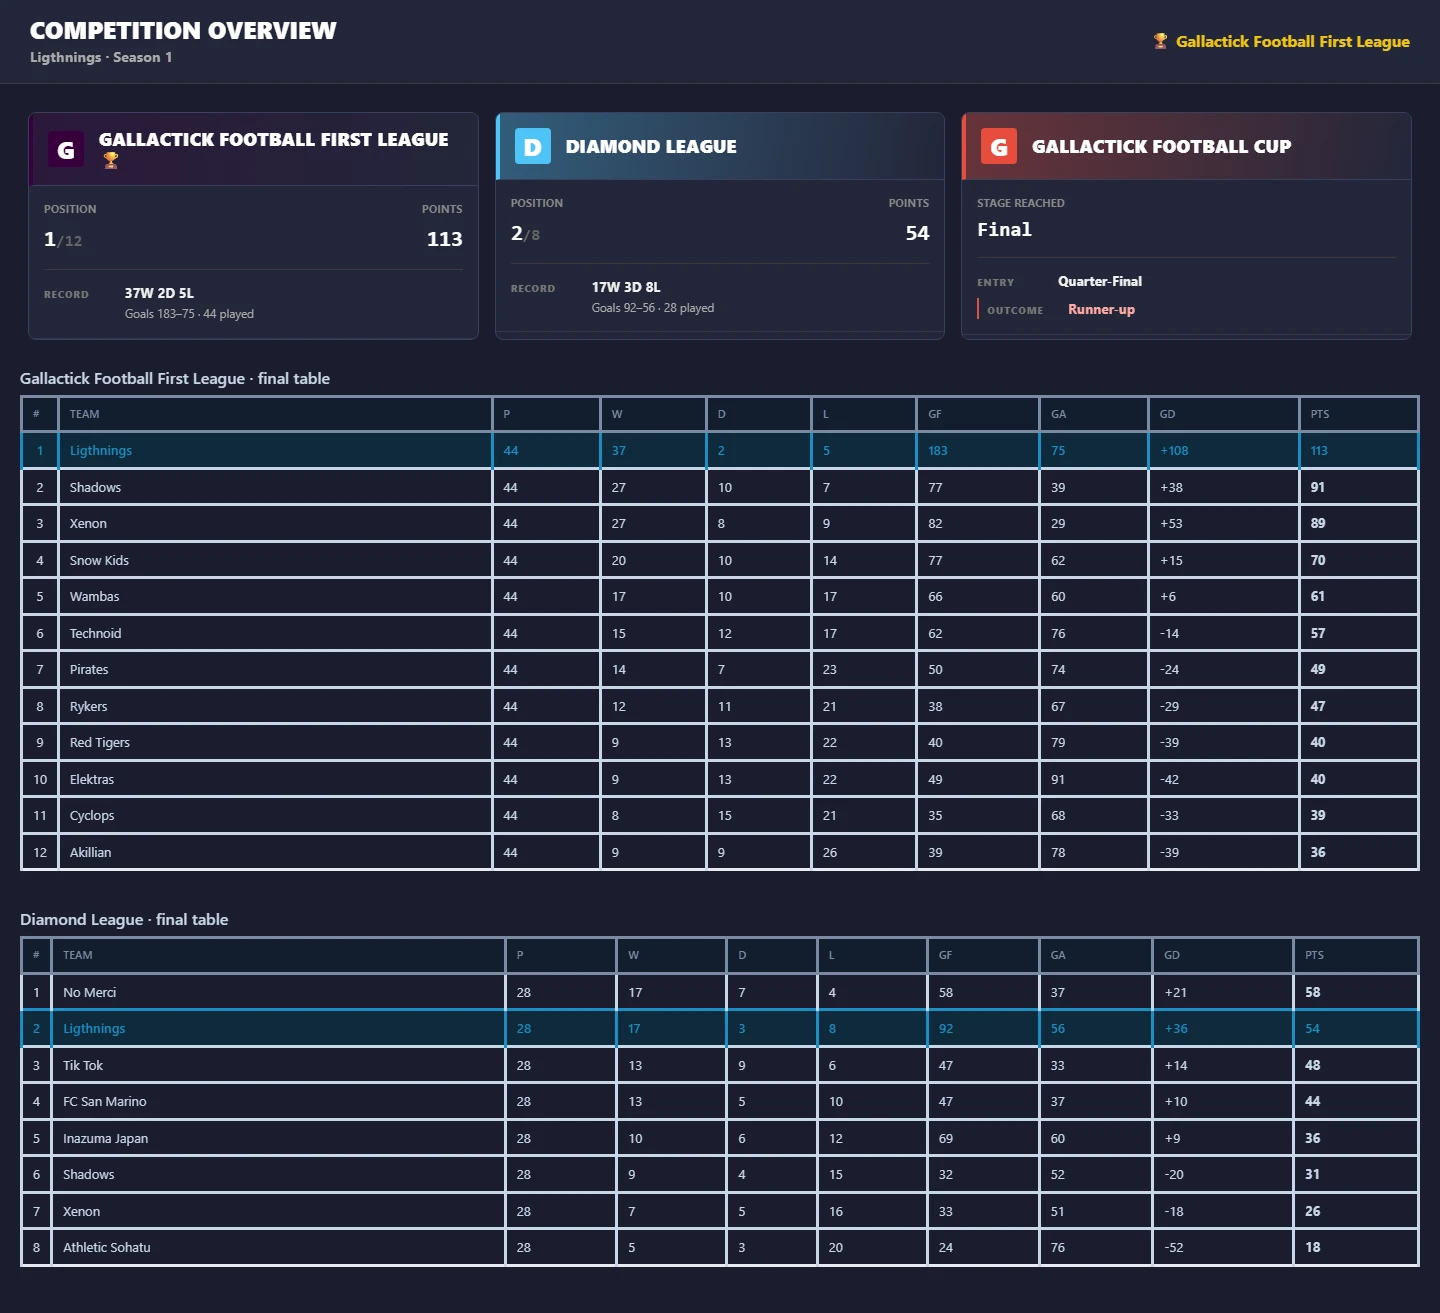 COMPETITION OVERVIEW
Ligthnings · Season 1
🏆 Gallactick Football First League
G GALLACTICK FOOTBALL FIRST LEAGUE 🏆
POSITION POINTS
1/12 113
RECORD 37W 2D 5L
Goals 183–75 · 44 played
D DIAMOND LEAGUE
POSITION POINTS
2/8 54
RECORD 17W 3D 8L
Goals 92–56 · 28 played
G GALLACTICK FOOTBALL CUP
STAGE REACHED
Final
ENTRY Quarter-Final
OUTCOME Runner-up
Gallactick Football First League · final table
# TEAM P W D L GF GA GD PTS
1 Ligthnings 44 37 2 5 183 75 +108 113
2 Shadows 44 27 10 7 77 39 +38 91
3 Xenon 44 27 8 9 82 29 +53 89
4 Snow Kids 44 20 10 14 77 62 +15 70
5 Wambas 44 17 10 17 66 60 +6 61
6 Technoid 44 15 12 17 62 76 -14 57
7 Pirates 44 14 7 23 50 74 -24 49
8 Rykers 44 12 11 21 38 67 -29 47
9 Red Tigers 44 9 13 22 40 79 -39 40
10 Elektras 44 9 13 22 49 91 -42 40
11 Cyclops 44 8 15 21 35 68 -33 39
12 Akillian 44 9 9 26 39 78 -39 36
Diamond League · final table
# TEAM P W D L GF GA GD PTS
1 No Merci 28 17 7 4 58 37 +21 58
2 Ligthnings 28 17 3 8 92 56 +36 54
3 Tik Tok 28 13 9 6 47 33 +14 48
4 FC San Marino 28 13 5 10 47 37 +10 44
5 Inazuma Japan 28 10 6 12 69 60 +9 36
6 Shadows 28 9 4 15 32 52 -20 31
7 Xenon 28 7 5 16 33 51 -18 26
8 Athletic Sohatu 28 5 3 20 24 76 -52 18